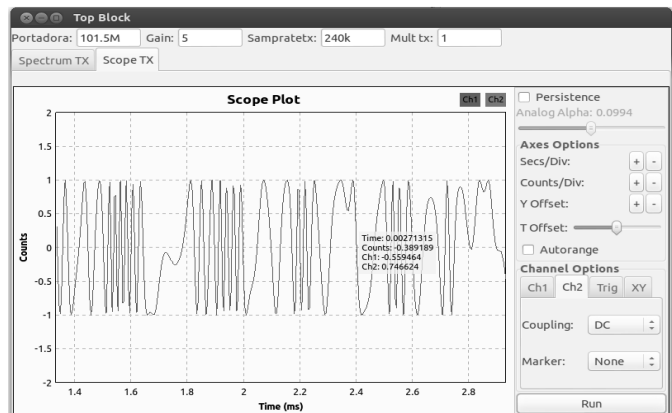 Top Block
Portadora: 101.5M Gain: 5 Sampratetx: 240k Mult tx: 1
Spectrum TX Scope TX
Scope Plot
Ch1 Ch2
2
1.5
1
0.5
0
-0.5
-1
-1.5
-2
Counts
1.4 1.6 1.8 2 2.2 2.4 2.6 2.8
Time (ms)
Time: 0.00271315
Counts: -0.389189
Ch1: -0.559464
Ch2: 0.746624
Persistence
Analog Alpha: 0.0994
Axes Options
Secs/Div: + -
Counts/Div: + -
Y Offset: + -
T Offset:
Autorange
Channel Options
Ch1 Ch2 Trig XY
Coupling: DC
Marker: None
Run